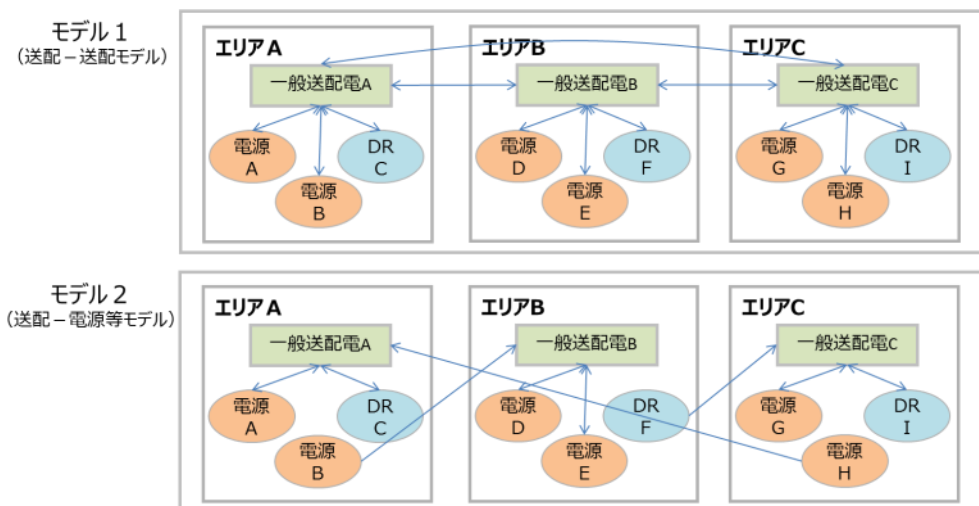 モデル1
(送配-送配モデル)
エリアA
一般送配電A
電源
A
電源
B
DR
C
エリアB
一般送配電B
電源
D
電源
E
DR
F
エリアC
一般送配電C
電源
G
電源
H
DR
I
モデル2
(送配-電源等モデル)
エリアA
一般送配電A
電源
A
電源
B
DR
C
エリアB
一般送配電B
電源
D
電源
E
DR
F
エリアC
一般送配電C
電源
G
電源
H
DR
I